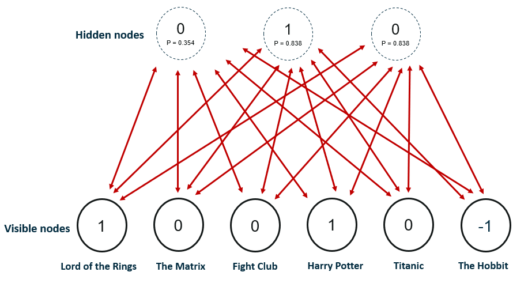 Hidden nodes
0
P = 0.354
1
P = 0.838
0
P = 0.838
Visible nodes
1
0
0
1
0
-1
Lord of the Rings
The Matrix
Fight Club
Harry Potter
Titanic
The Hobbit